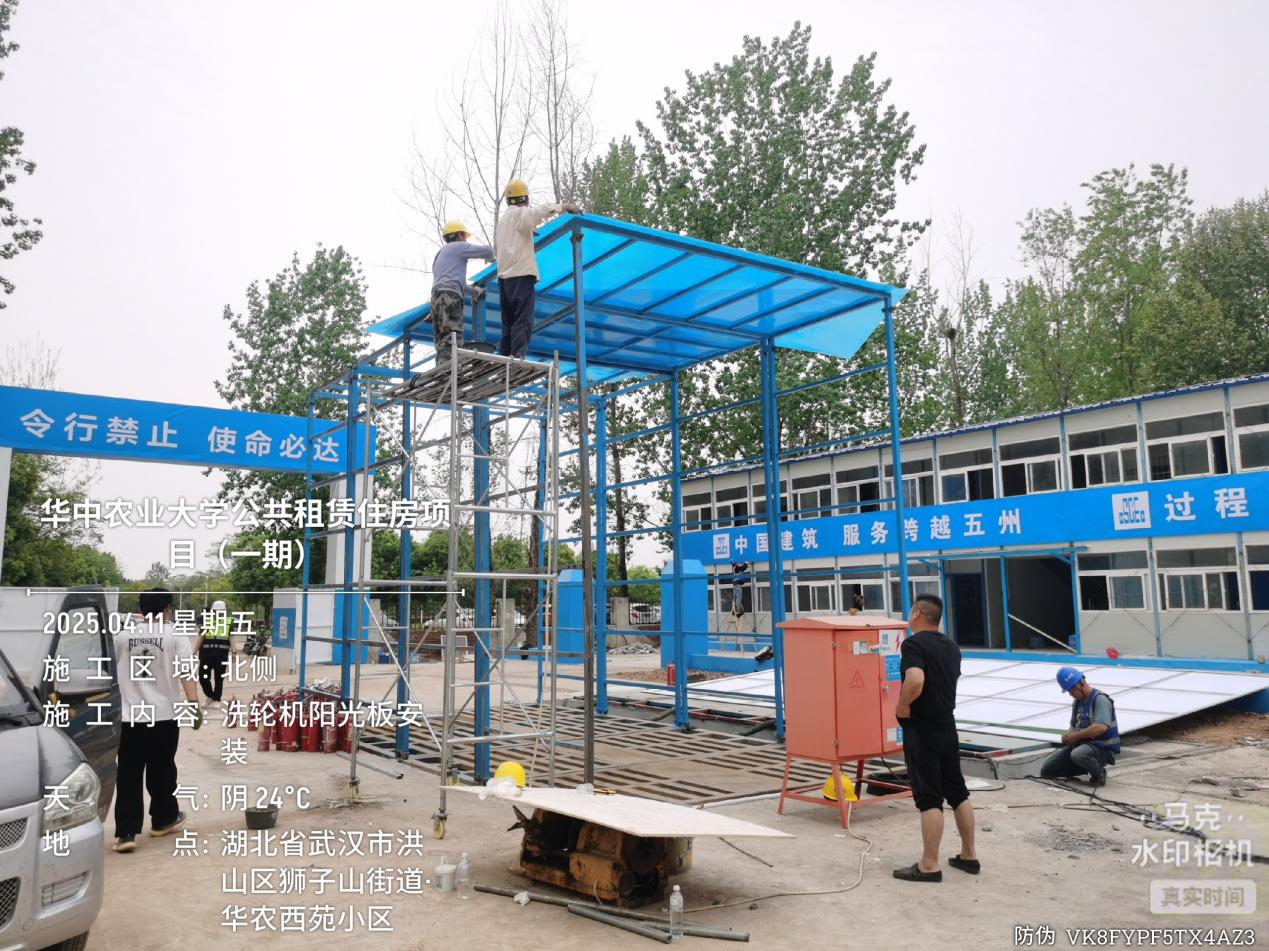 令行禁止 使命必达
中国建筑 服务跨越五州
过程
RUSSELL
华中农业大学公共租赁住房项
目（一期）
2025.04.11 星期五
施工区域：北侧
施工内容：洗轮机阳光板安
装
天气：阴 24℃
地点：湖北省武汉市洪
山区狮子山街道·
华农西苑小区
马克
水印相机
真实时间
防伪 VK8FYPF5TX4AZ3